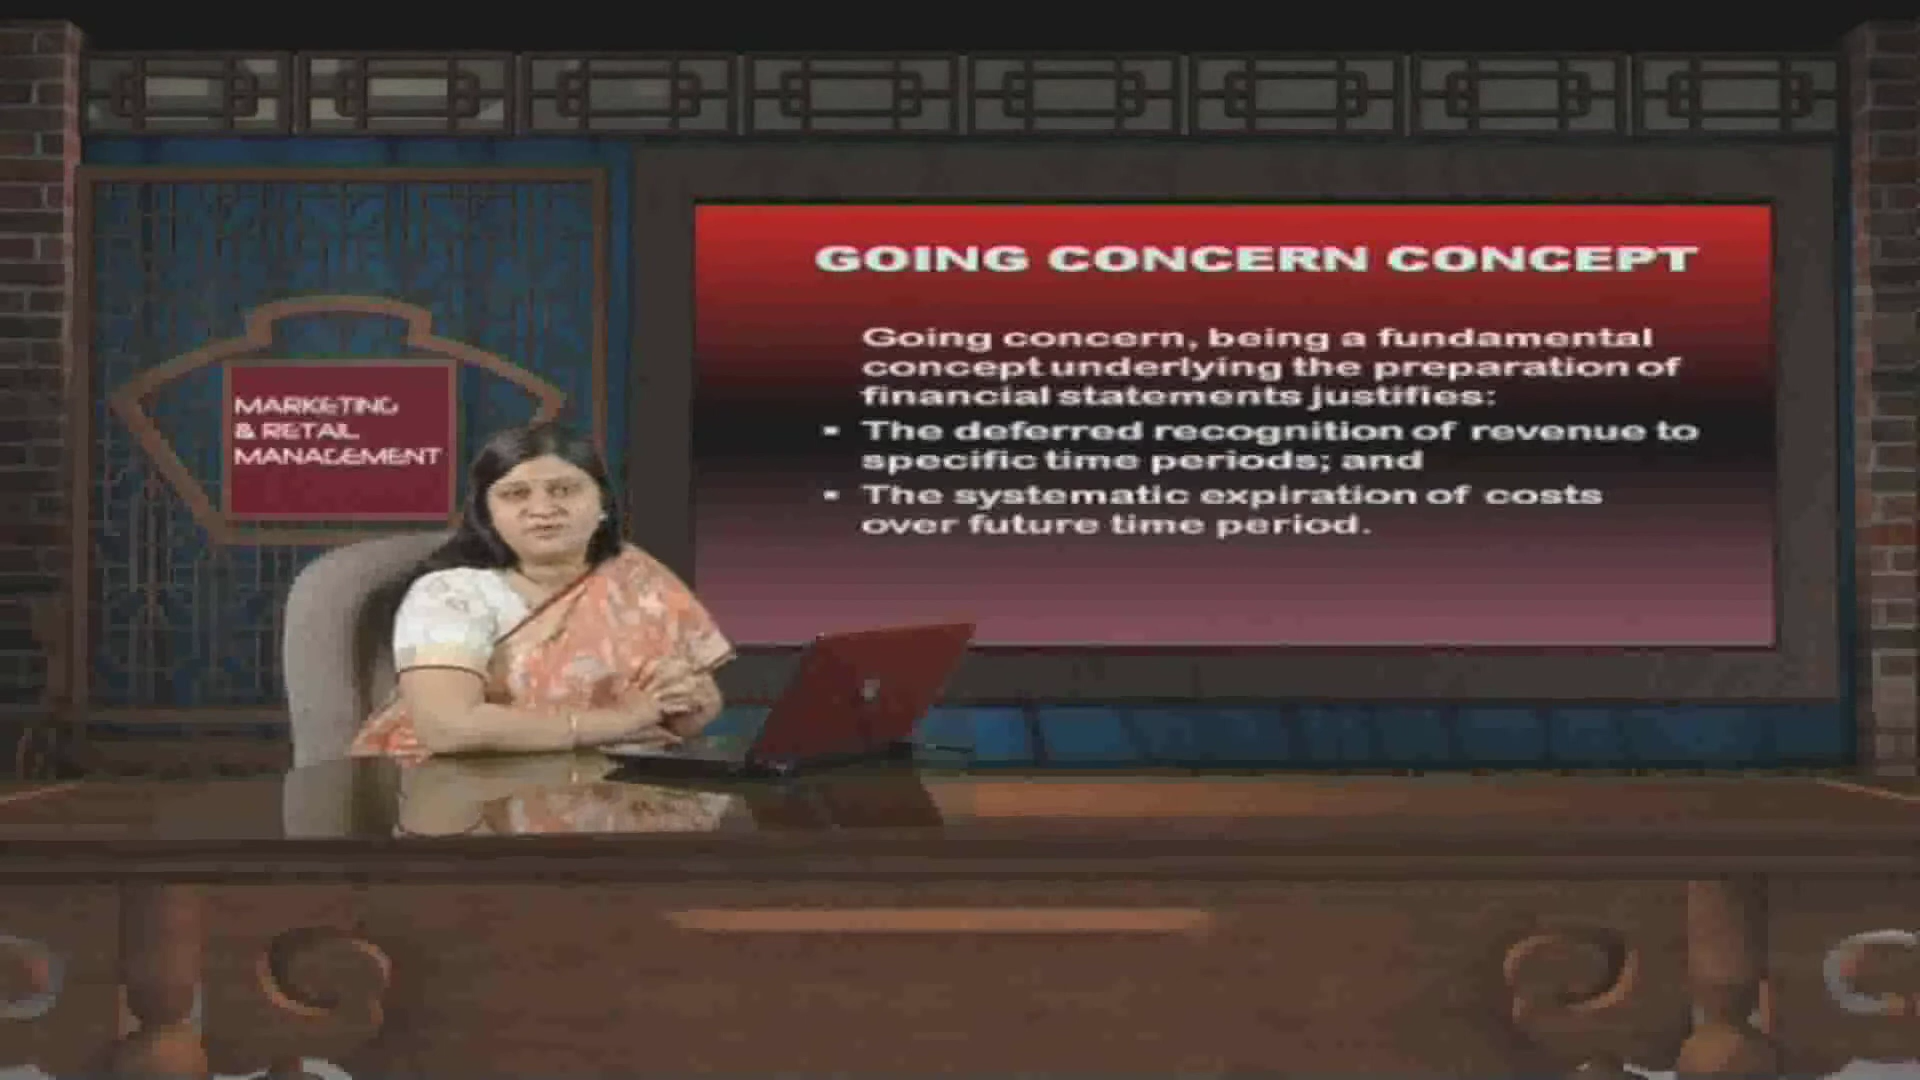 GOING CONCERN CONCEPT
Going concern, being a fundamental
concept underlying the preparation of
financial statements justifies:
▪ The deferred recognition of revenue to
specific time periods; and
▪ The systematic expiration of costs
over future time period.
MARKETING
& RETAIL
MANAGEMENT